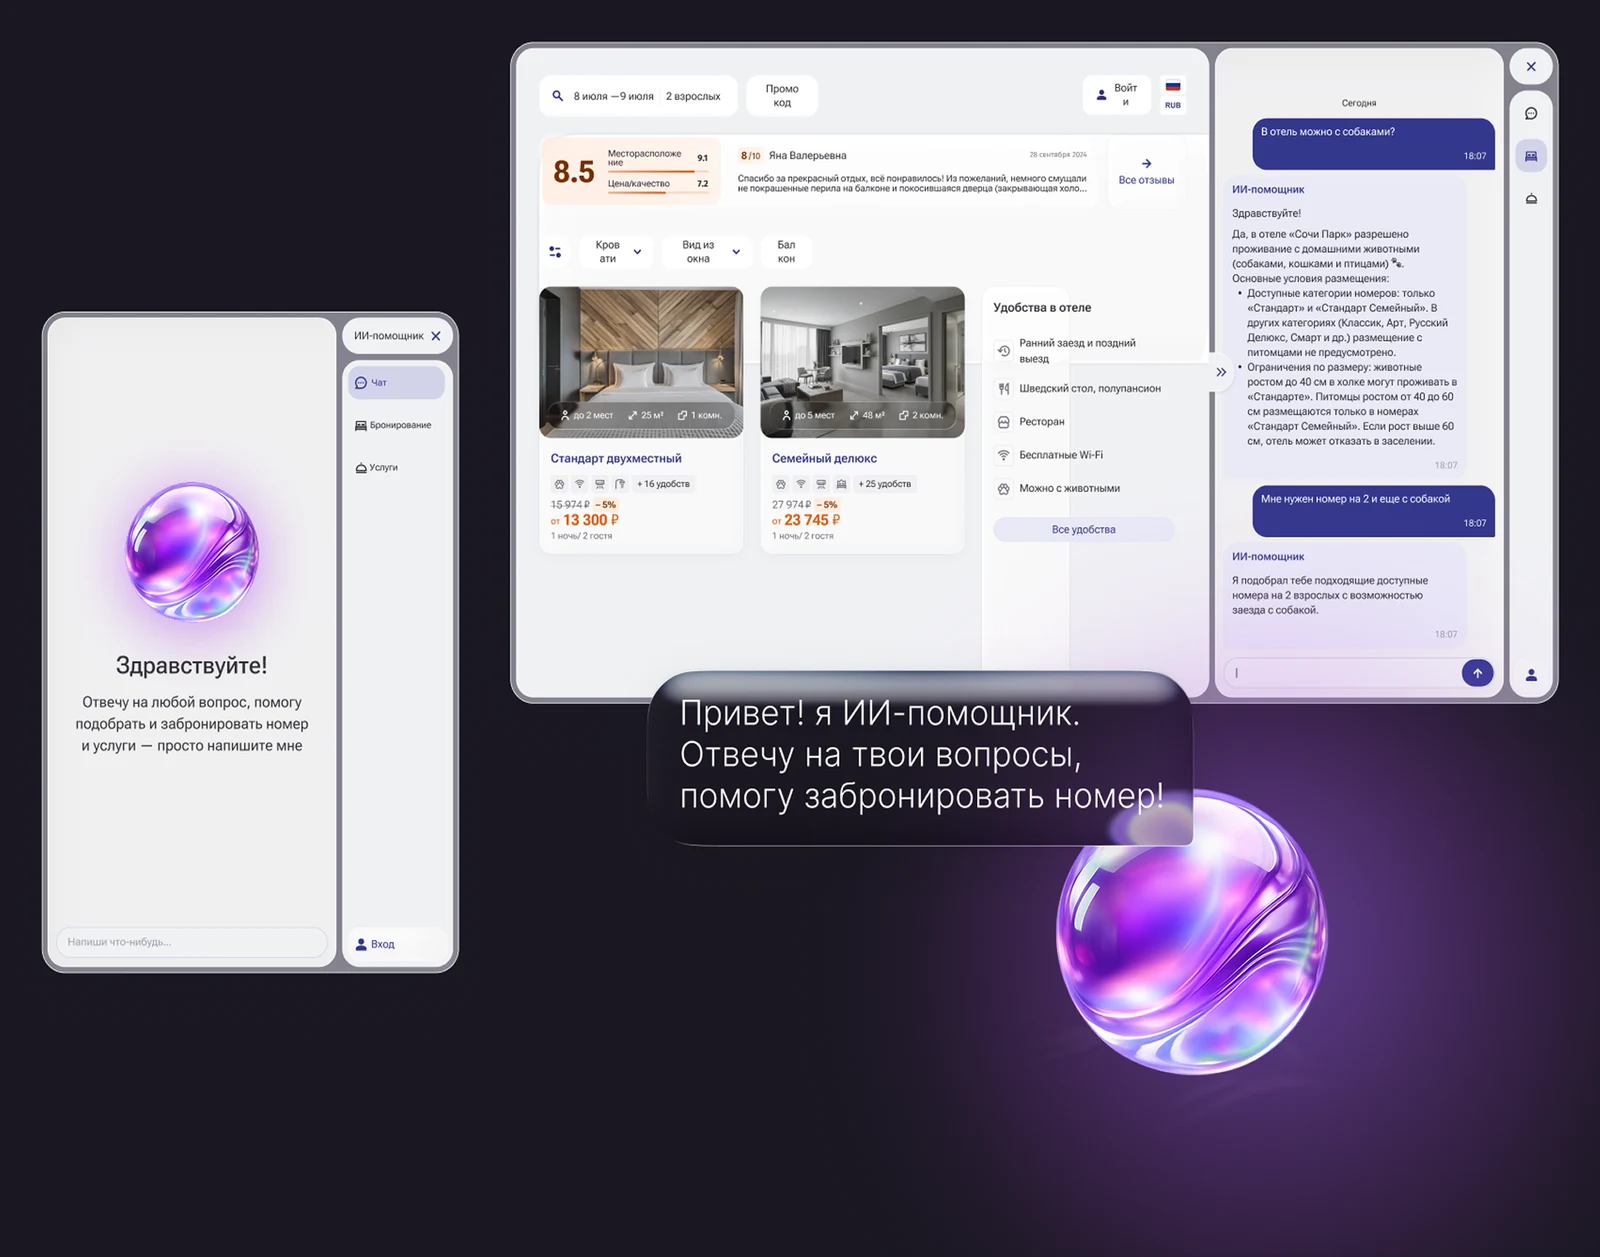 ИИ-помощник
Чат
Бронирование
Услуги
Здравствуйте!
Отвечу на любой вопрос, помогу
подобрать и забронировать номер
и услуги — просто напишите мне
Напиши что-нибудь...
Вход
8 июля —9 июля
2 взрослых
Промо
код
Войт
и
RUB
8.5
Месторасположе
ние
9.1
Цена/качество
7.2
8/10
Яна Валерьевна
28 сентября 2024
Спасибо за прекрасный отдых, всё понравилось! Из пожеланий, немного смущали
не покрашенные перила на балконе и покосившаяся дверца (закрывающая холо...
Все отзывы
Кров
ати
Вид из
окна
Бал
кон
до 2 мест
25 м²
1 комн.
Стандарт двухместный
+ 16 удобств
15 974 ₽ –5%
от 13 300 ₽
1 ночь/ 2 гостя
до 5 мест
48 м²
2 комн.
Семейный делюкс
+ 25 удобств
27 974 ₽ –5%
от 23 745 ₽
1 ночь/ 2 гостя
Удобства в отеле
Ранний заезд и поздний
выезд
Шведский стол, полупансион
Ресторан
Бесплатные Wi-Fi
Можно с животными
Все удобства
Сегодня
В отель можно с собаками?
18:07
ИИ-помощник
Здравствуйте!
Да, в отеле «Сочи Парк» разрешено
проживание с домашними животными
(собаками, кошками и птицами) 🐾.
Основные условия размещения:
• Доступные категории номеров: только
«Стандарт» и «Стандарт Семейный». В
других категориях (Классик, Арт, Русский
Делюкс, Смарт и др.) размещение с
питомцами не предусмотрено.
• Ограничения по размеру: животные
ростом до 40 см в холке могут проживать в
«Стандарте». Питомцы ростом от 40 до 60
см размещаются только в номерах
«Стандарт Семейный». Если рост выше 60
см, отель может отказать в заселении.
18:07
Мне нужен номер на 2 и еще с собакой
18:07
ИИ-помощник
Я подобрал тебе подходящие доступные
номера на 2 взрослых с возможностью
заезда с собакой.
18:07
Привет! я ИИ-помощник.
Отвечу на твои вопросы,
помогу забронировать номер!